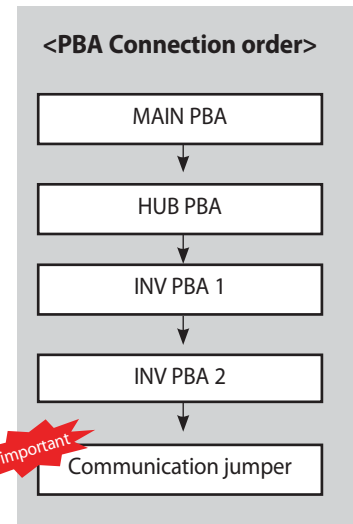 <PBA Connection order>
MAIN PBA
HUB PBA
INV PBA 1
INV PBA 2
important
Communication jumper